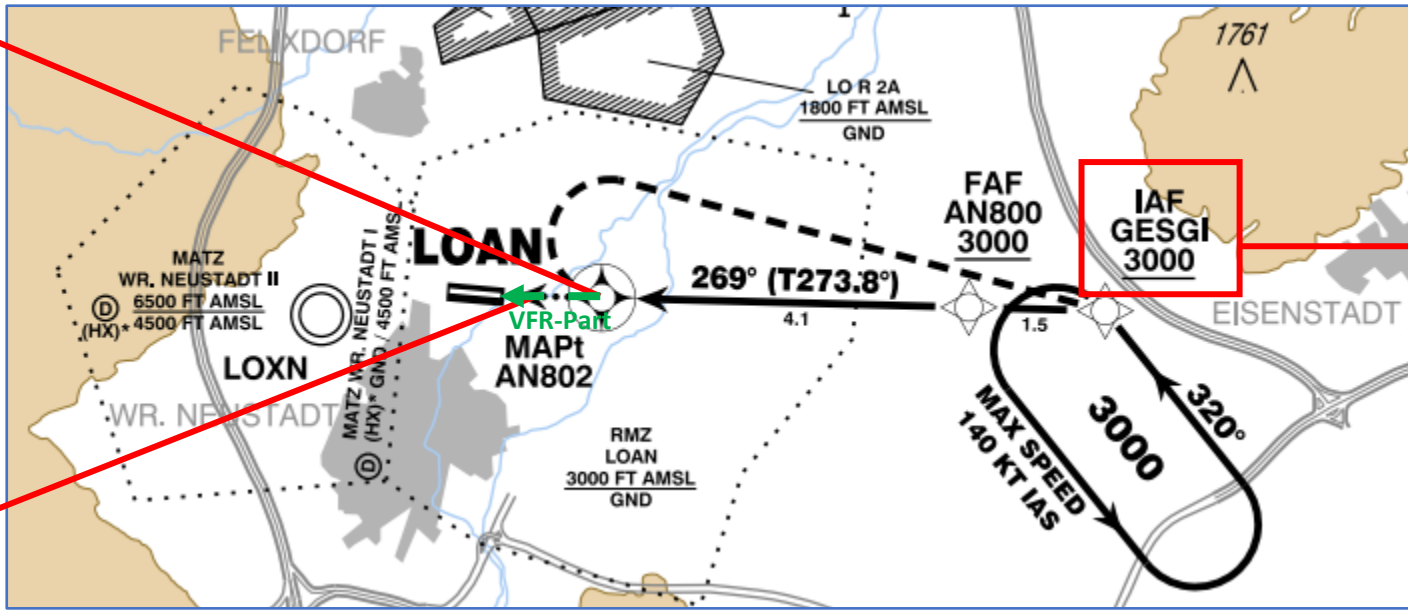 FELIXDORF
1761
LO R 2A
1800 FT AMSL
GND
FAF
AN800
3000
IAF
GESGI
3000
MATZ
WR. NEUSTADT II
6500 FT AMSL
4500 FT AMSL
D
(HX)*
MATZ WR. NEUSTADT I
(HX)* GND / 4500 FT AMSL
D
LOAN
269° (T273.8°)
4.1
1.5
EISENSTADT
VFR-Part
MAPt
AN802
LOXN
WR. NEUSTADT
RMZ
LOAN
3000 FT AMSL
GND
320°
3000
MAX SPEED
140 KT IAS